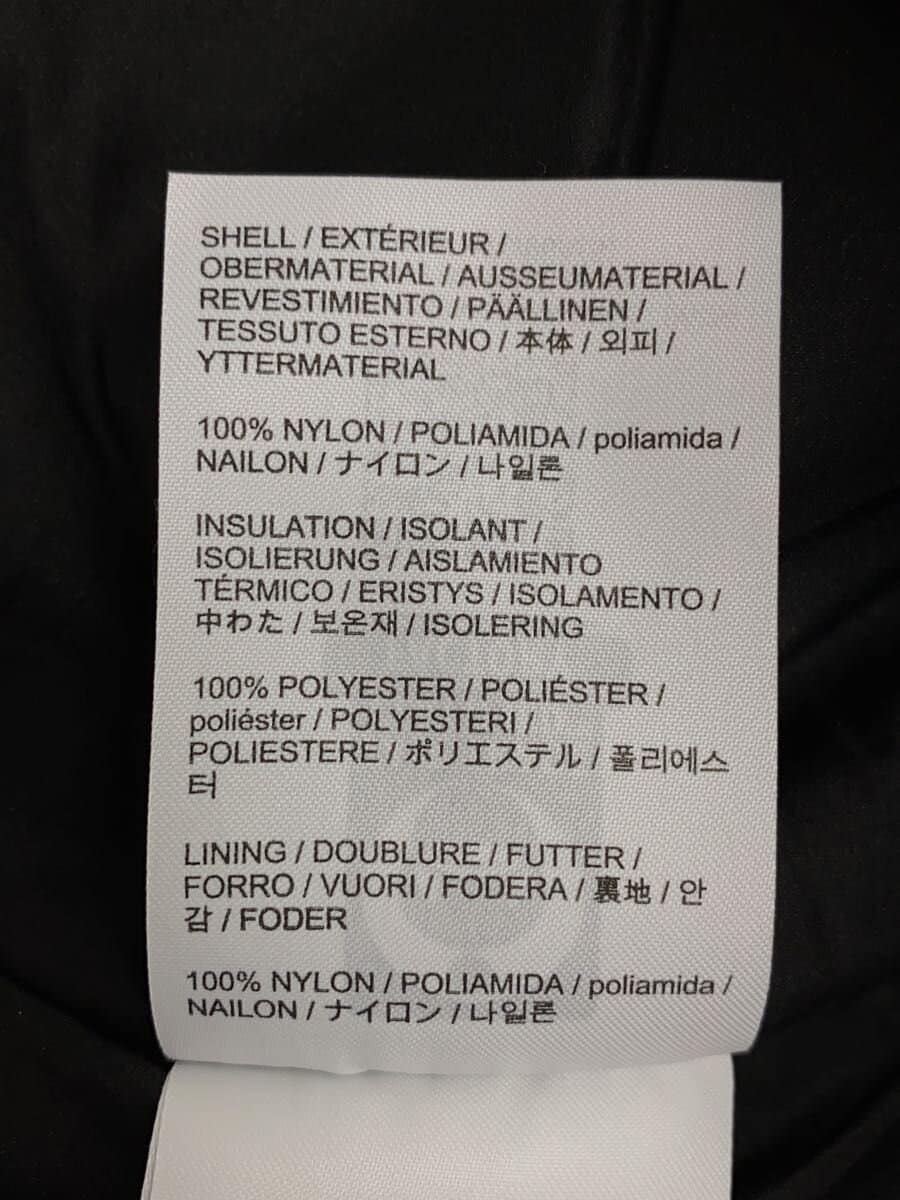 SHELL / EXTÉRIEUR /
OBERMATERIAL / AUSSEUMATERIAL /
REVESTIMIENTO / PÄÄLLINEN /
TESSUTO ESTERNO / 本体 / 외피 /
YTTERMATERIAL
100% NYLON / POLIAMIDA / poliamida /
NAILON / ナイロン / 나일론
INSULATION / ISOLANT /
ISOLIERUNG / AISLAMIENTO
TÉRMICO / ERISTYS / ISOLAMENTO /
中わた / 보온재 / ISOLERING
100% POLYESTER / POLIÉSTER /
poliéster / POLYESTERI /
POLIESTERE / ポリエステル / 폴리에스
터
LINING / DOUBLURE / FUTTER /
FORRO / VUORI / FODERA / 裏地 / 안
감 / FODER
100% NYLON / POLIAMIDA / poliamida /
NAILON / ナイロン / 나일론